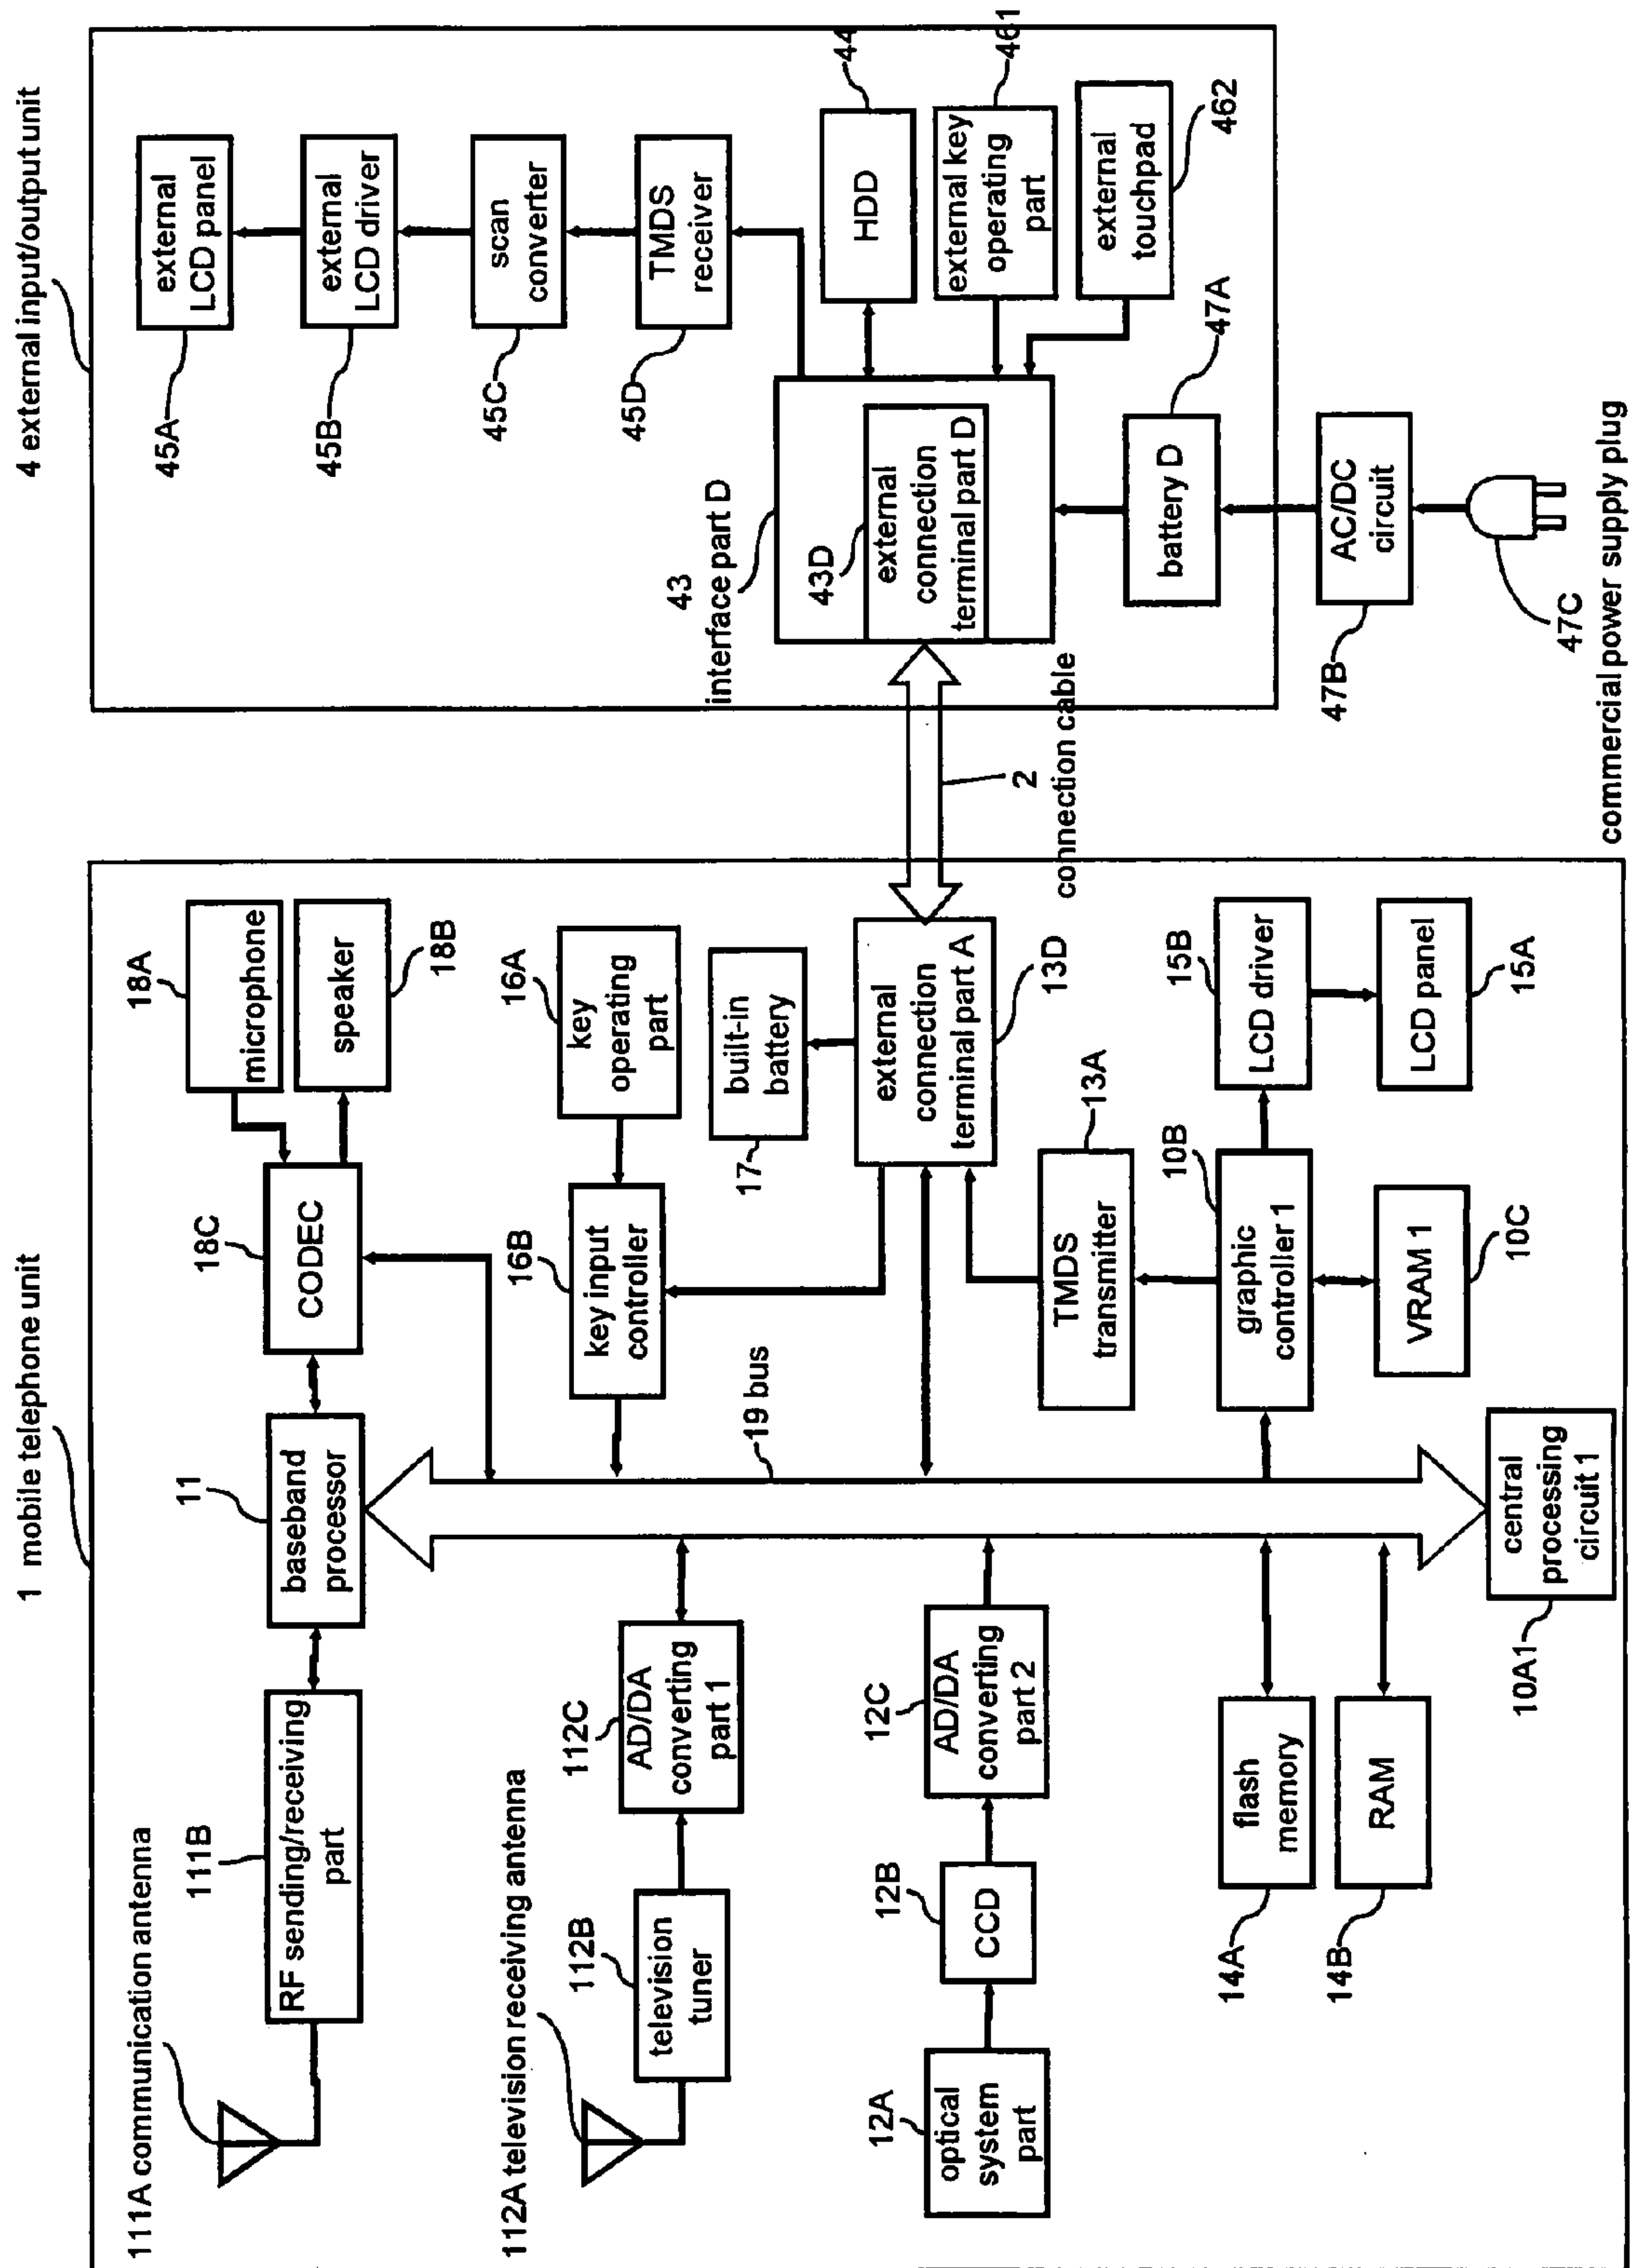 1 mobile telephone unit
4 external input/output unit
111A communication antenna
111B
RF sending/receiving
part
11
baseband
processor
18C
CODEC
18A
microphone
speaker
18B
112A television receiving antenna
112B
television
tuner
112C
AD/DA
converting
part 1
16B
key input
controller
16A
key
operating
part
19 bus
17
built-in
battery
12A
optical
system
part
12B
CCD
12C
AD/DA
converting
part 2
external
connection
terminal part A
13D
TMDS
transmitter
13A
14A
flash
memory
14B
RAM
10A1
central
processing
circuit 1
graphic
controller 1
10B
VRAM 1
10C
15B
LCD driver
LCD panel
15A
2
connection cable
45A
external
LCD panel
45B
external
LCD driver
45C
scan
converter
45D
TMDS
receiver
43
interface part D
43D
external
connection
terminal part D
HDD
44
external key
operating
part
461
external
touchpad
462
battery D
47A
AC/DC
circuit
47B
47C
commercial power supply plug